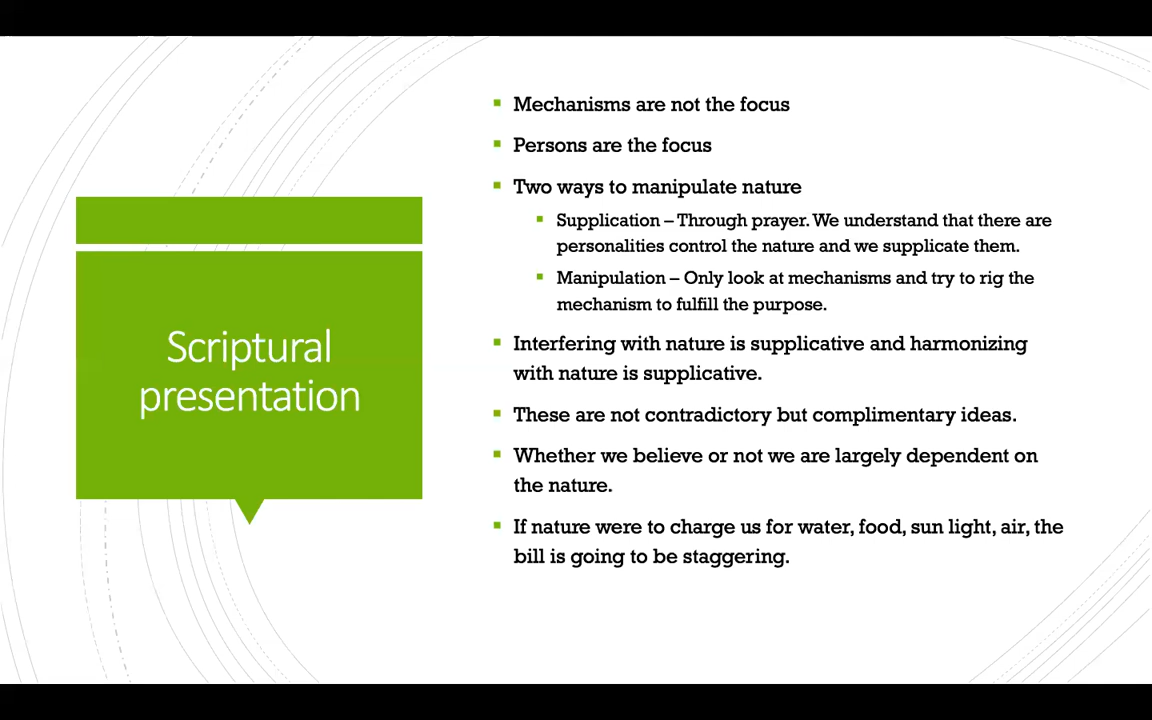 Scriptural
presentation
Mechanisms are not the focus
Persons are the focus
Two ways to manipulate nature
Supplication – Through prayer. We understand that there are
personalities control the nature and we supplicate them.
Manipulation – Only look at mechanisms and try to rig the
mechanism to fulfill the purpose.
Interfering with nature is supplicative and harmonizing
with nature is supplicative.
These are not contradictory but complimentary ideas.
Whether we believe or not we are largely dependent on
the nature.
If nature were to charge us for water, food, sun light, air, the
bill is going to be staggering.